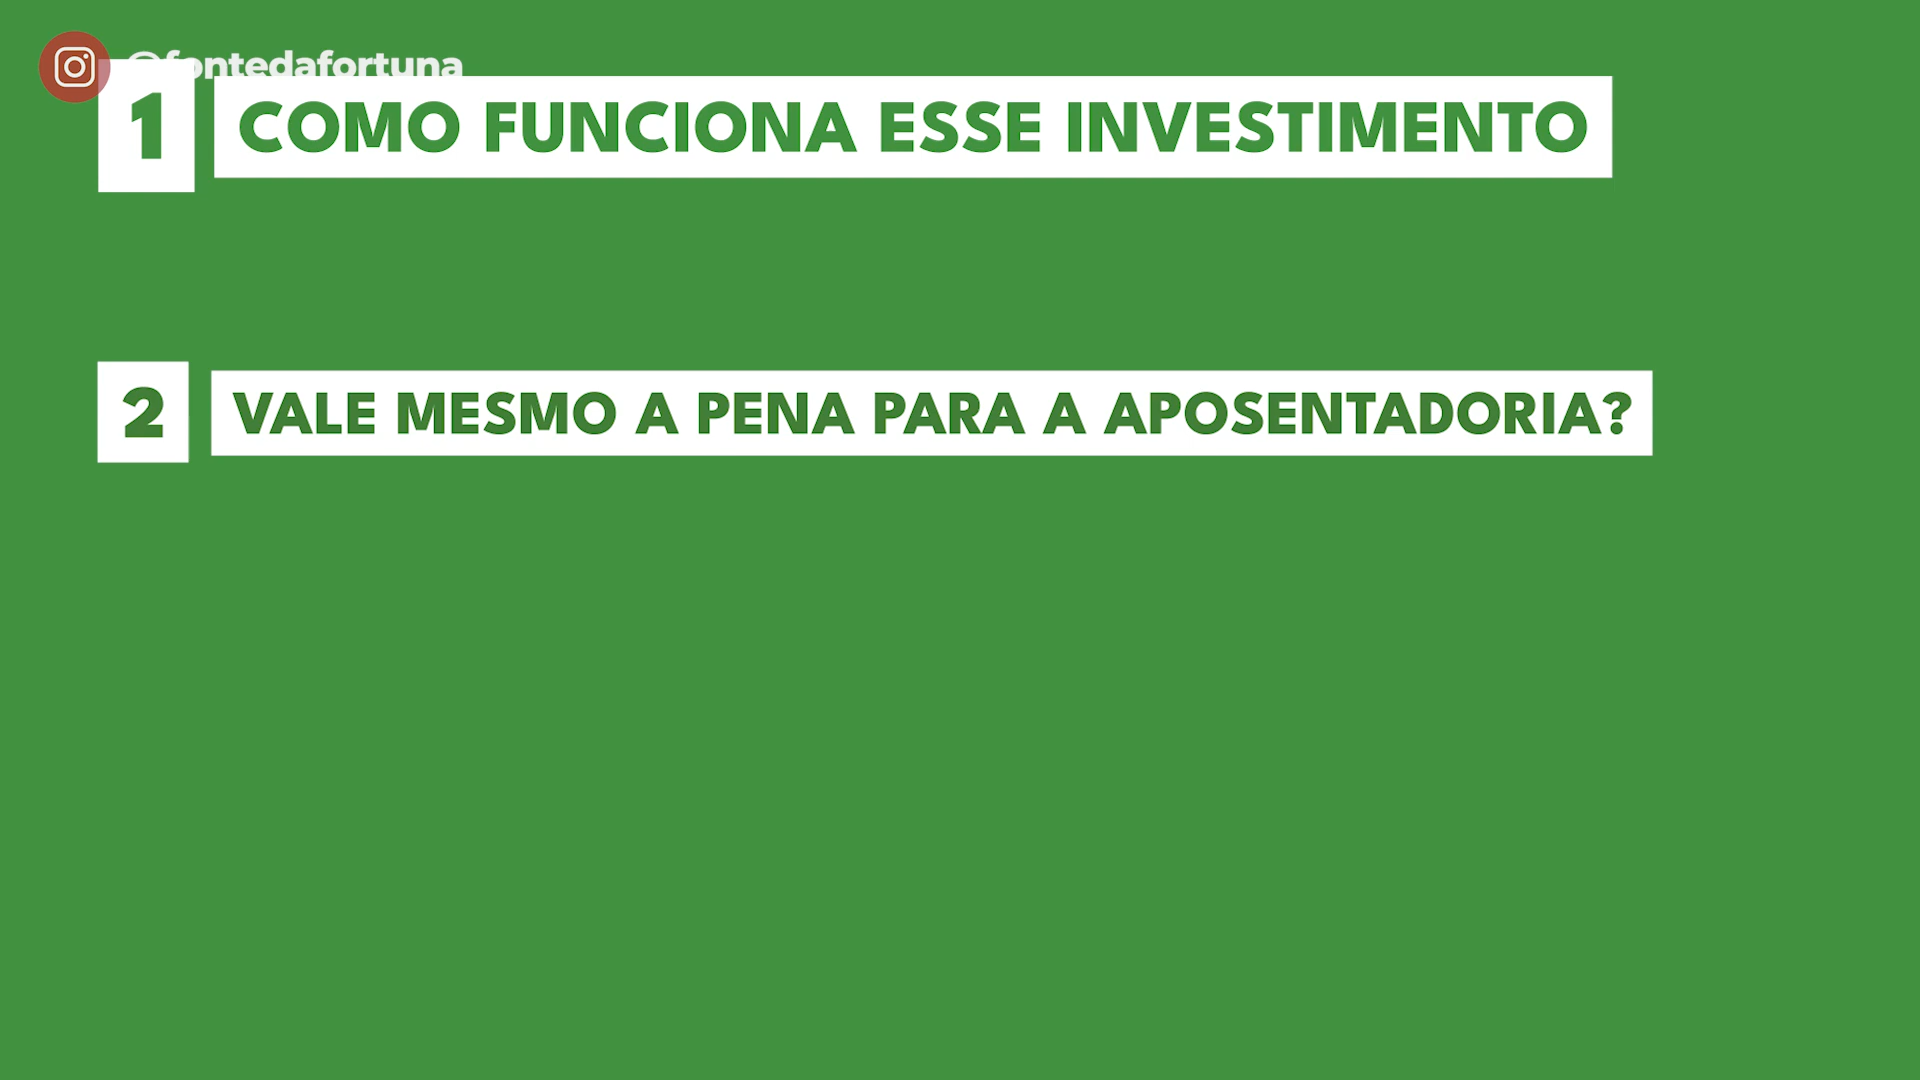 @fontedafortuna
1 COMO FUNCIONA ESSE INVESTIMENTO
2 VALE MESMO A PENA PARA A APOSENTADORIA?